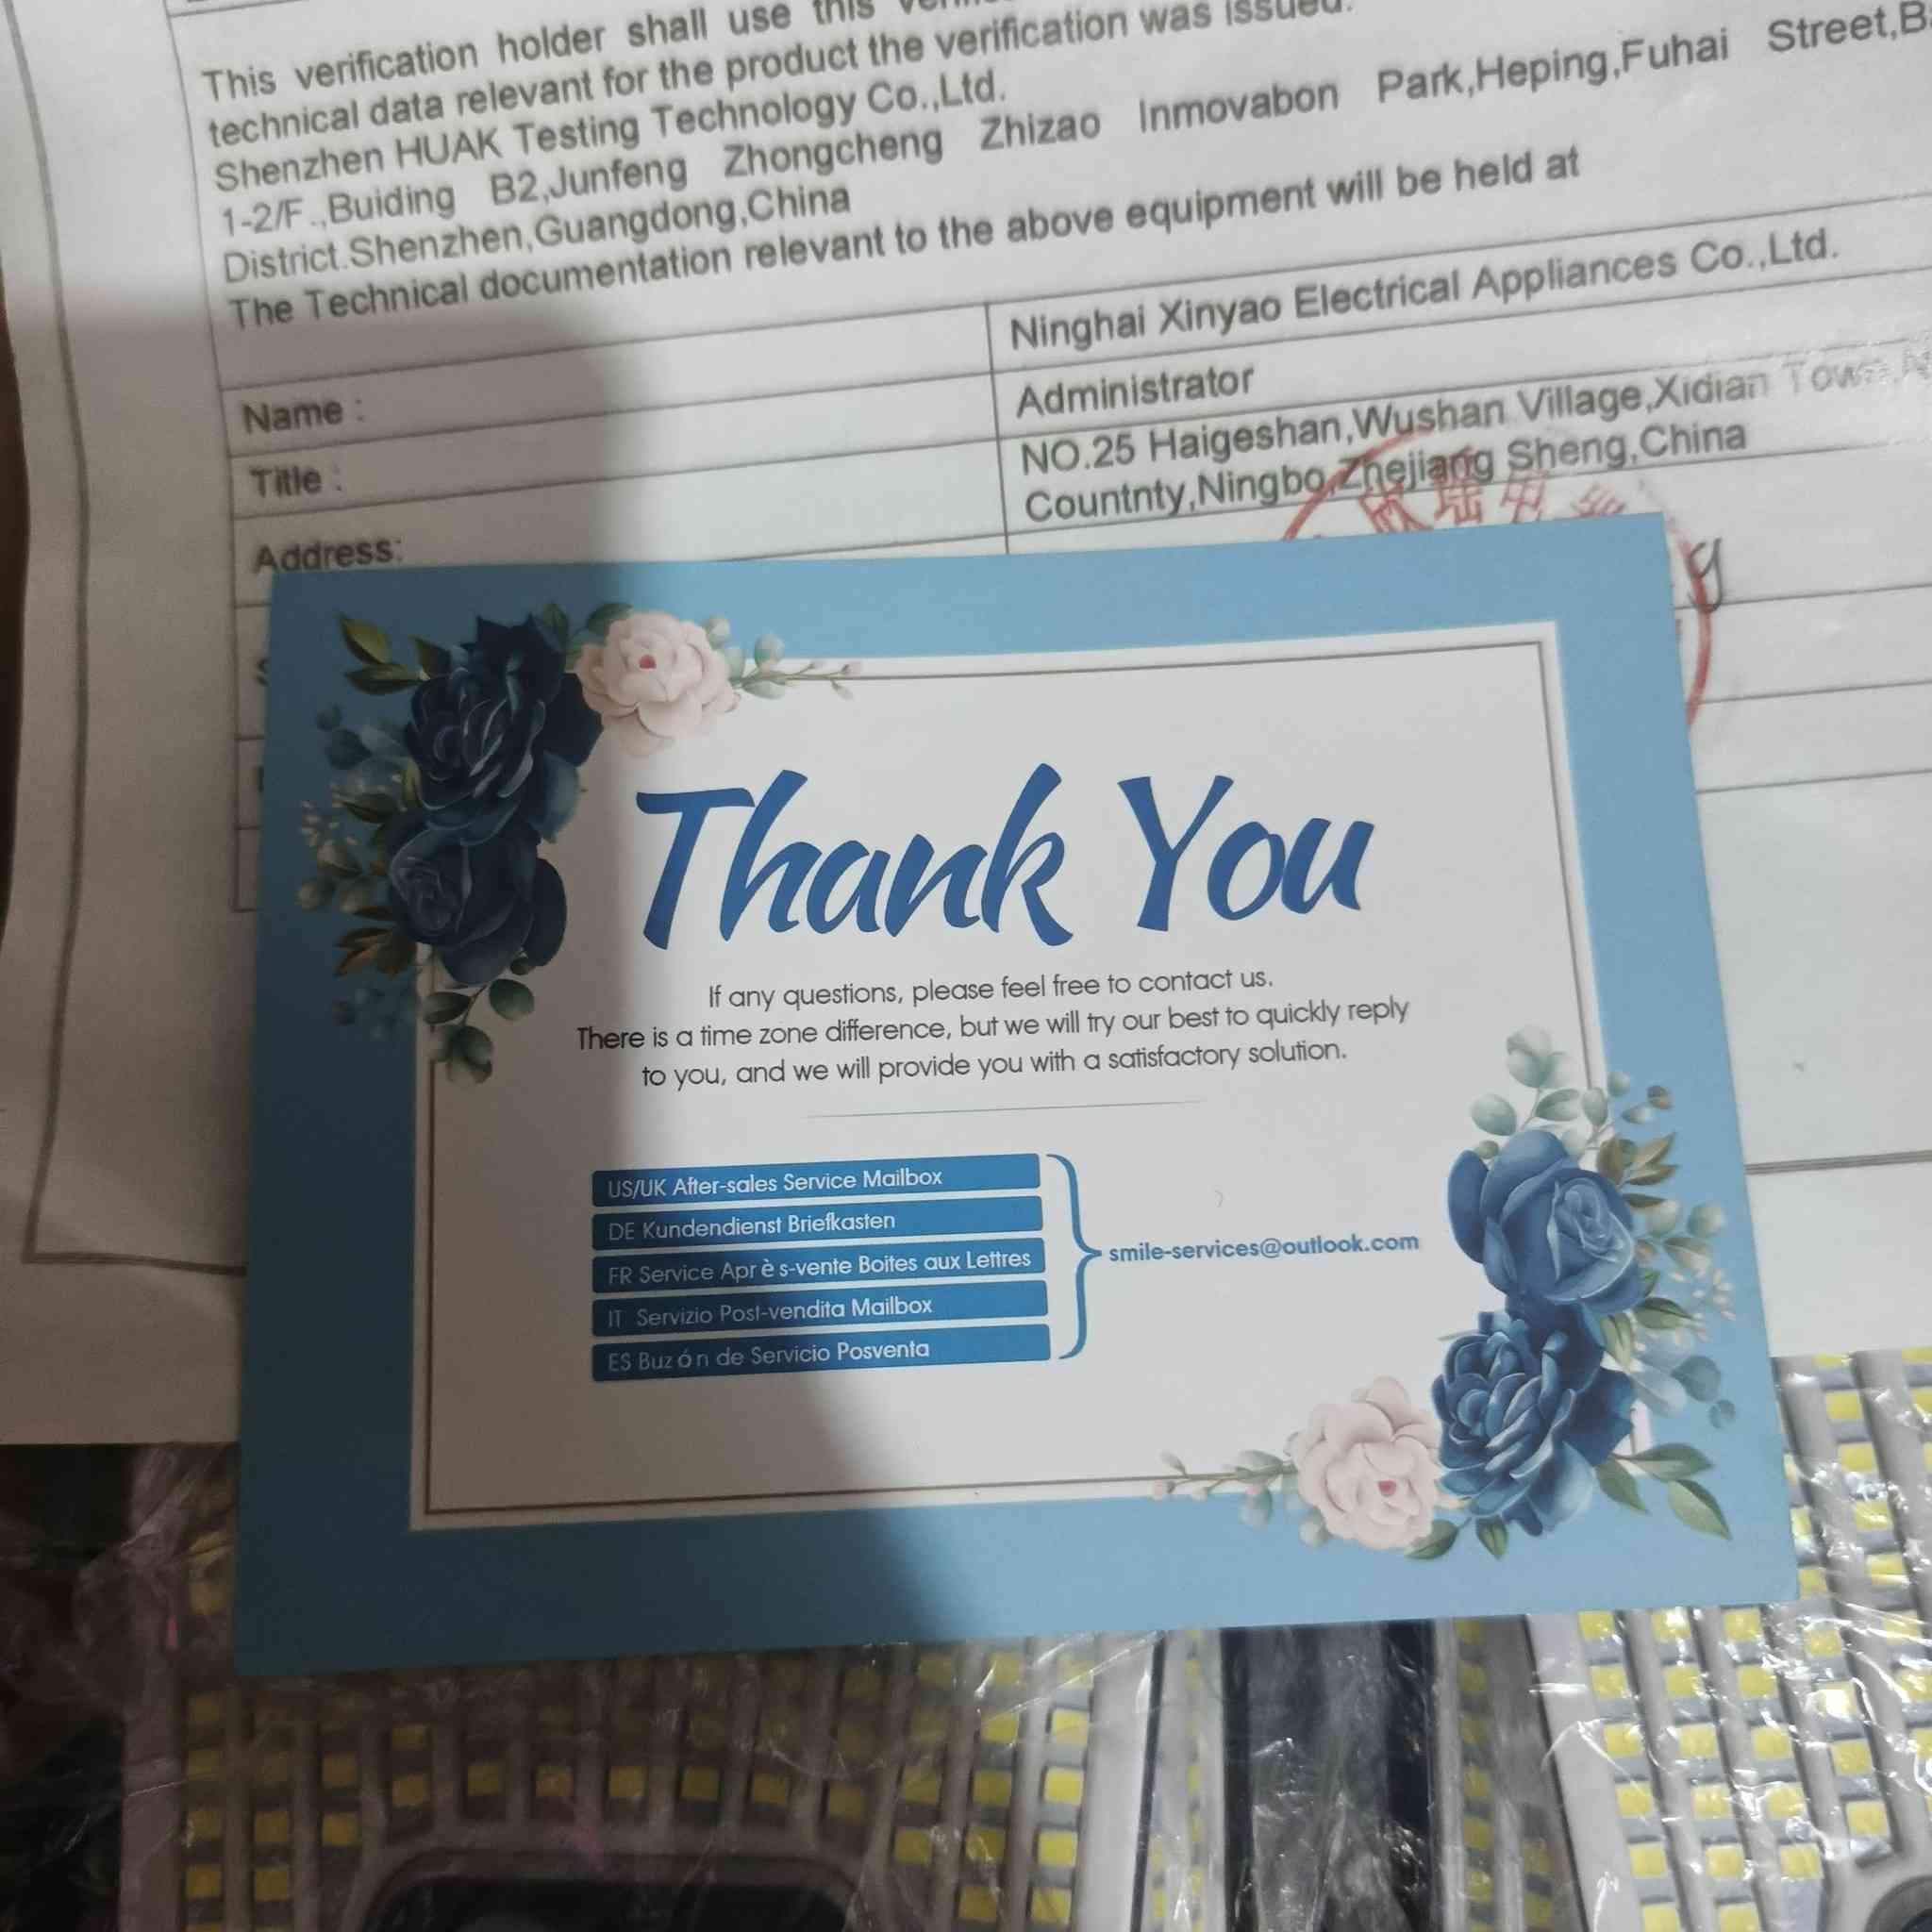 This verification holder shall use this
technical data relevant for the product the verification was issued.
Shenzhen HUAK Testing Technology Co.,Ltd.
1-2/F.,Buiding B2,Junfeng Zhongcheng Zhizao Inmovabon Park,Heping,Fuhai Street,B
District.Shenzhen,Guangdong,China
The Technical documentation relevant to the above equipment will be held at
Ninghai Xinyao Electrical Appliances Co.,Ltd.
Name :
Administrator
Title :
NO.25 Haigeshan,Wushan Village,Xidian Town,N
Countnty,Ningbo,Zhejiang Sheng,China
Address:
Thank You
If any questions, please feel free to contact us.
There is a time zone difference, but we will try our best to quickly reply
to you, and we will provide you with a satisfactory solution.
US/UK After-sales Service Mailbox
DE Kundendienst Briefkasten
FR Service Après-vente Boites aux Lettres
IT Servizio Post-vendita Mailbox
ES Buzón de Servicio Posventa
smile-services@outlook.com